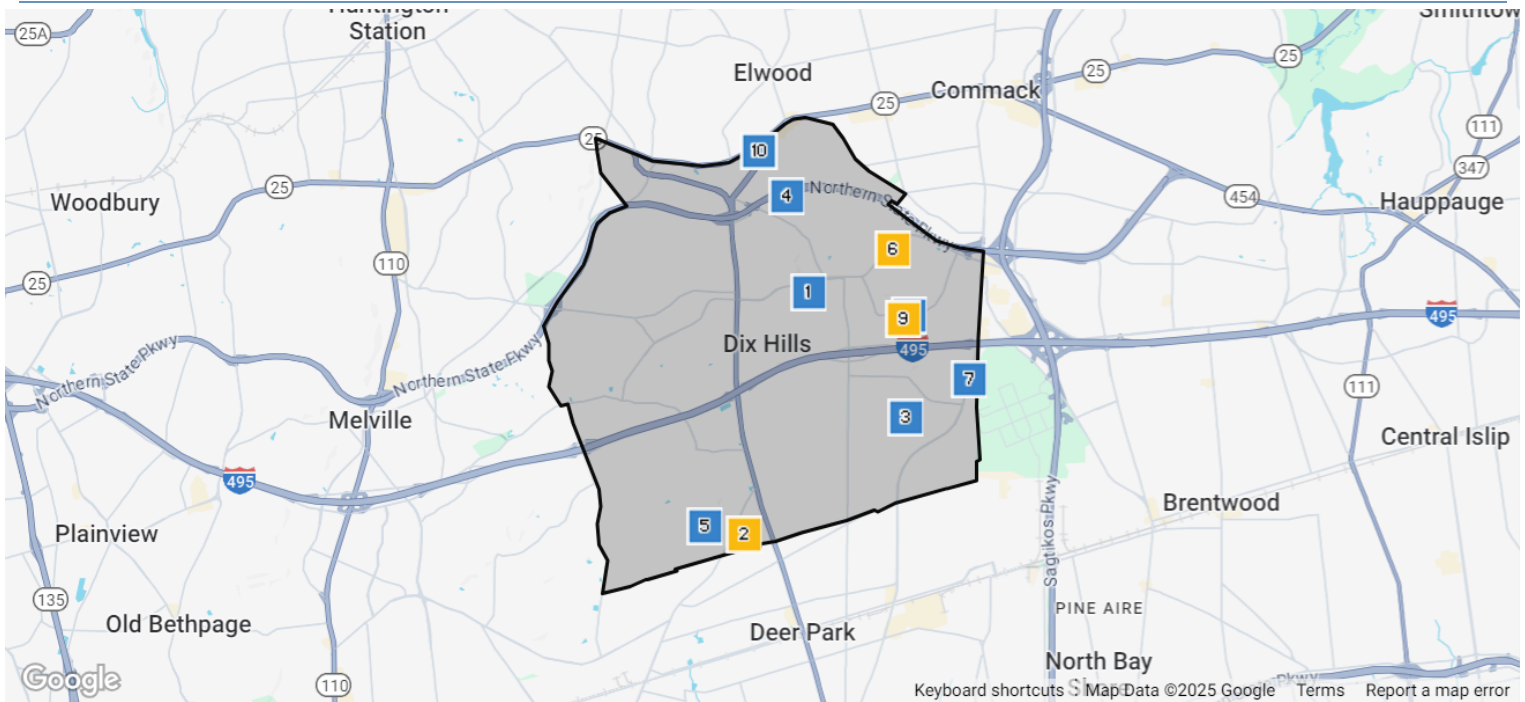 Huntington
Station
Smithtow
25A
Elwood
25
25
Commack
25
25
111
10
347
Northern State Pkwy
4
454
Woodbury
25
Hauppauge
6
110
25
1
9
495
Dix Hills
495
Northern State Pkwy
Northern State Pkwy
7
111
Melville
3
Central Islip
495
Brentwood
Plainview
5
2
Sagtikos Pkwy
135
PINE AIRE
Old Bethpage
Deer Park
North Bay
Shore
110
Google
Keyboard shortcuts
Map Data ©2025 Google
Terms
Report a map error